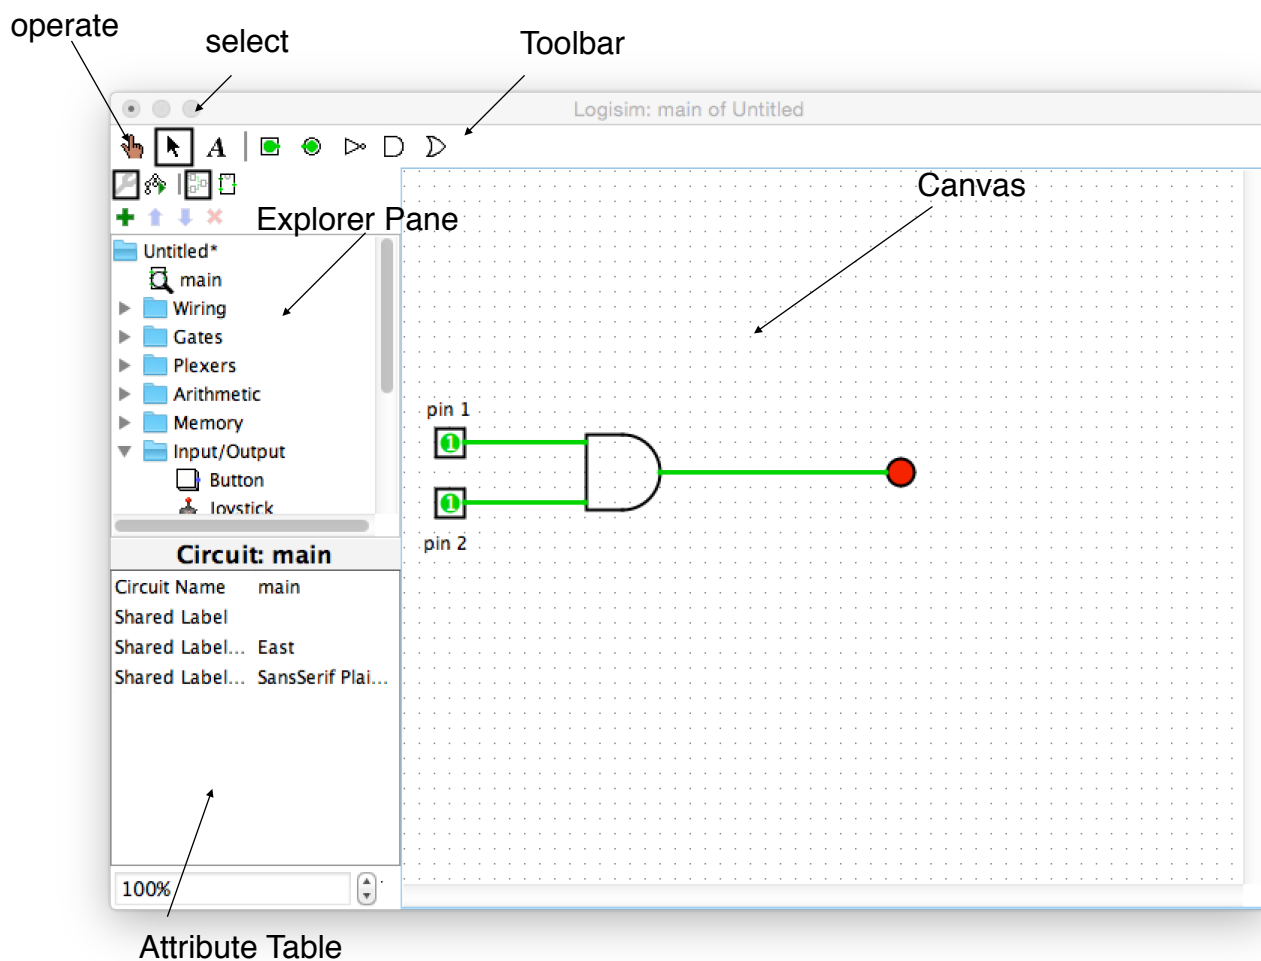 operate
select
Toolbar
Logisim: main of Untitled
A
Canvas
Explorer Pane
Untitled*
main
Wiring
Gates
Plexers
Arithmetic
Memory
Input/Output
Button
Joystick
pin 1
1
1
pin 2
Circuit: main
Circuit Name main
Shared Label
Shared Label... East
Shared Label... SansSerif Plai...
100%
Attribute Table